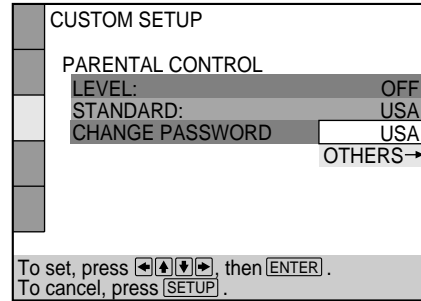 CUSTOM SETUP
PARENTAL CONTROL
LEVEL: OFF
STANDARD: USA
CHANGE PASSWORD USA
OTHERS→
To set, press ←↑↓→, then ENTER.
To cancel, press SETUP.